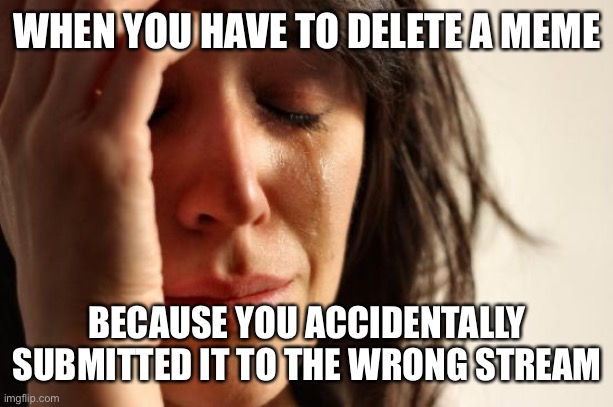 WHEN YOU HAVE TO DELETE A MEME
BECAUSE YOU ACCIDENTALLY
SUBMITTED IT TO THE WRONG STREAM
imgflip.com